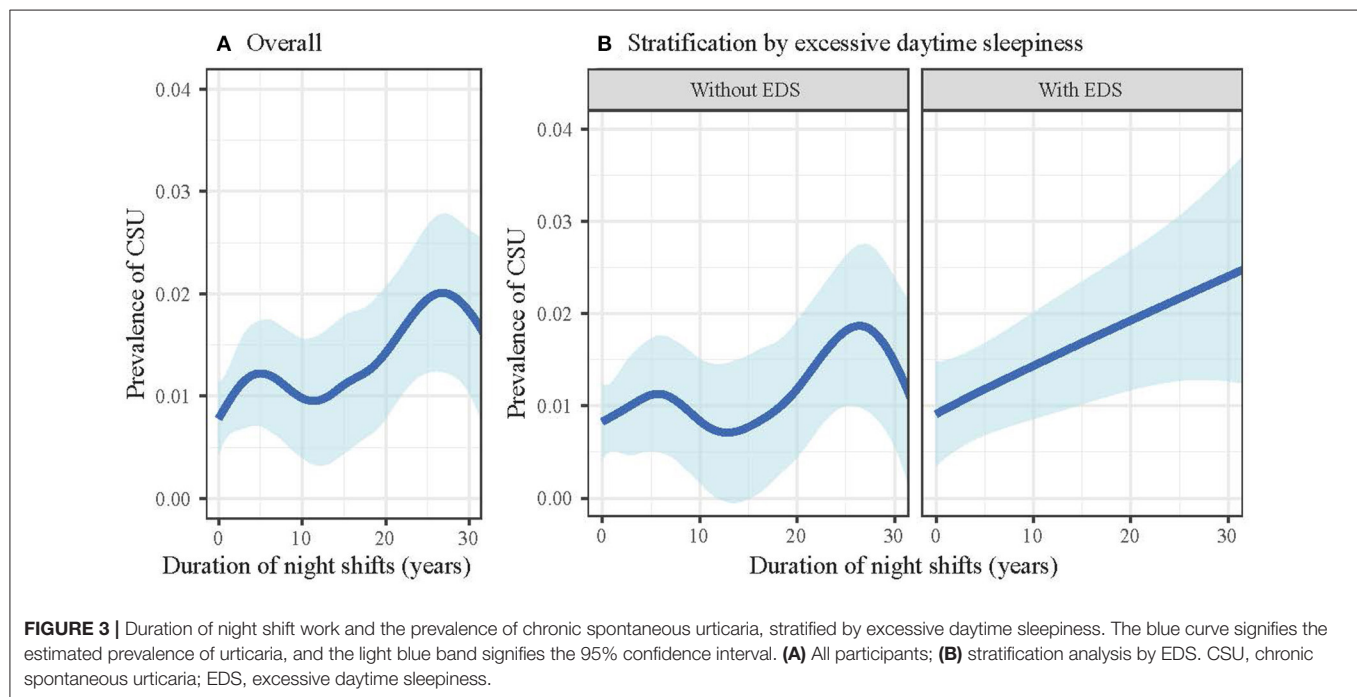 A Overall
B Stratification by excessive daytime sleepiness
Without EDS
With EDS
0.04
0.03
0.02
0.01
0.00
Prevalence of CSU
0 10 20 30
Duration of night shifts (years)
0.04
0.03
0.02
0.01
0.00
Prevalence of CSU
0 10 20 30
0 10 20 30
Duration of night shifts (years)
FIGURE 3 | Duration of night shift work and the prevalence of chronic spontaneous urticaria, stratified by excessive daytime sleepiness. The blue curve signifies the
estimated prevalence of urticaria, and the light blue band signifies the 95% confidence interval. (A) All participants; (B) stratification analysis by EDS. CSU, chronic
spontaneous urticaria; EDS, excessive daytime sleepiness.